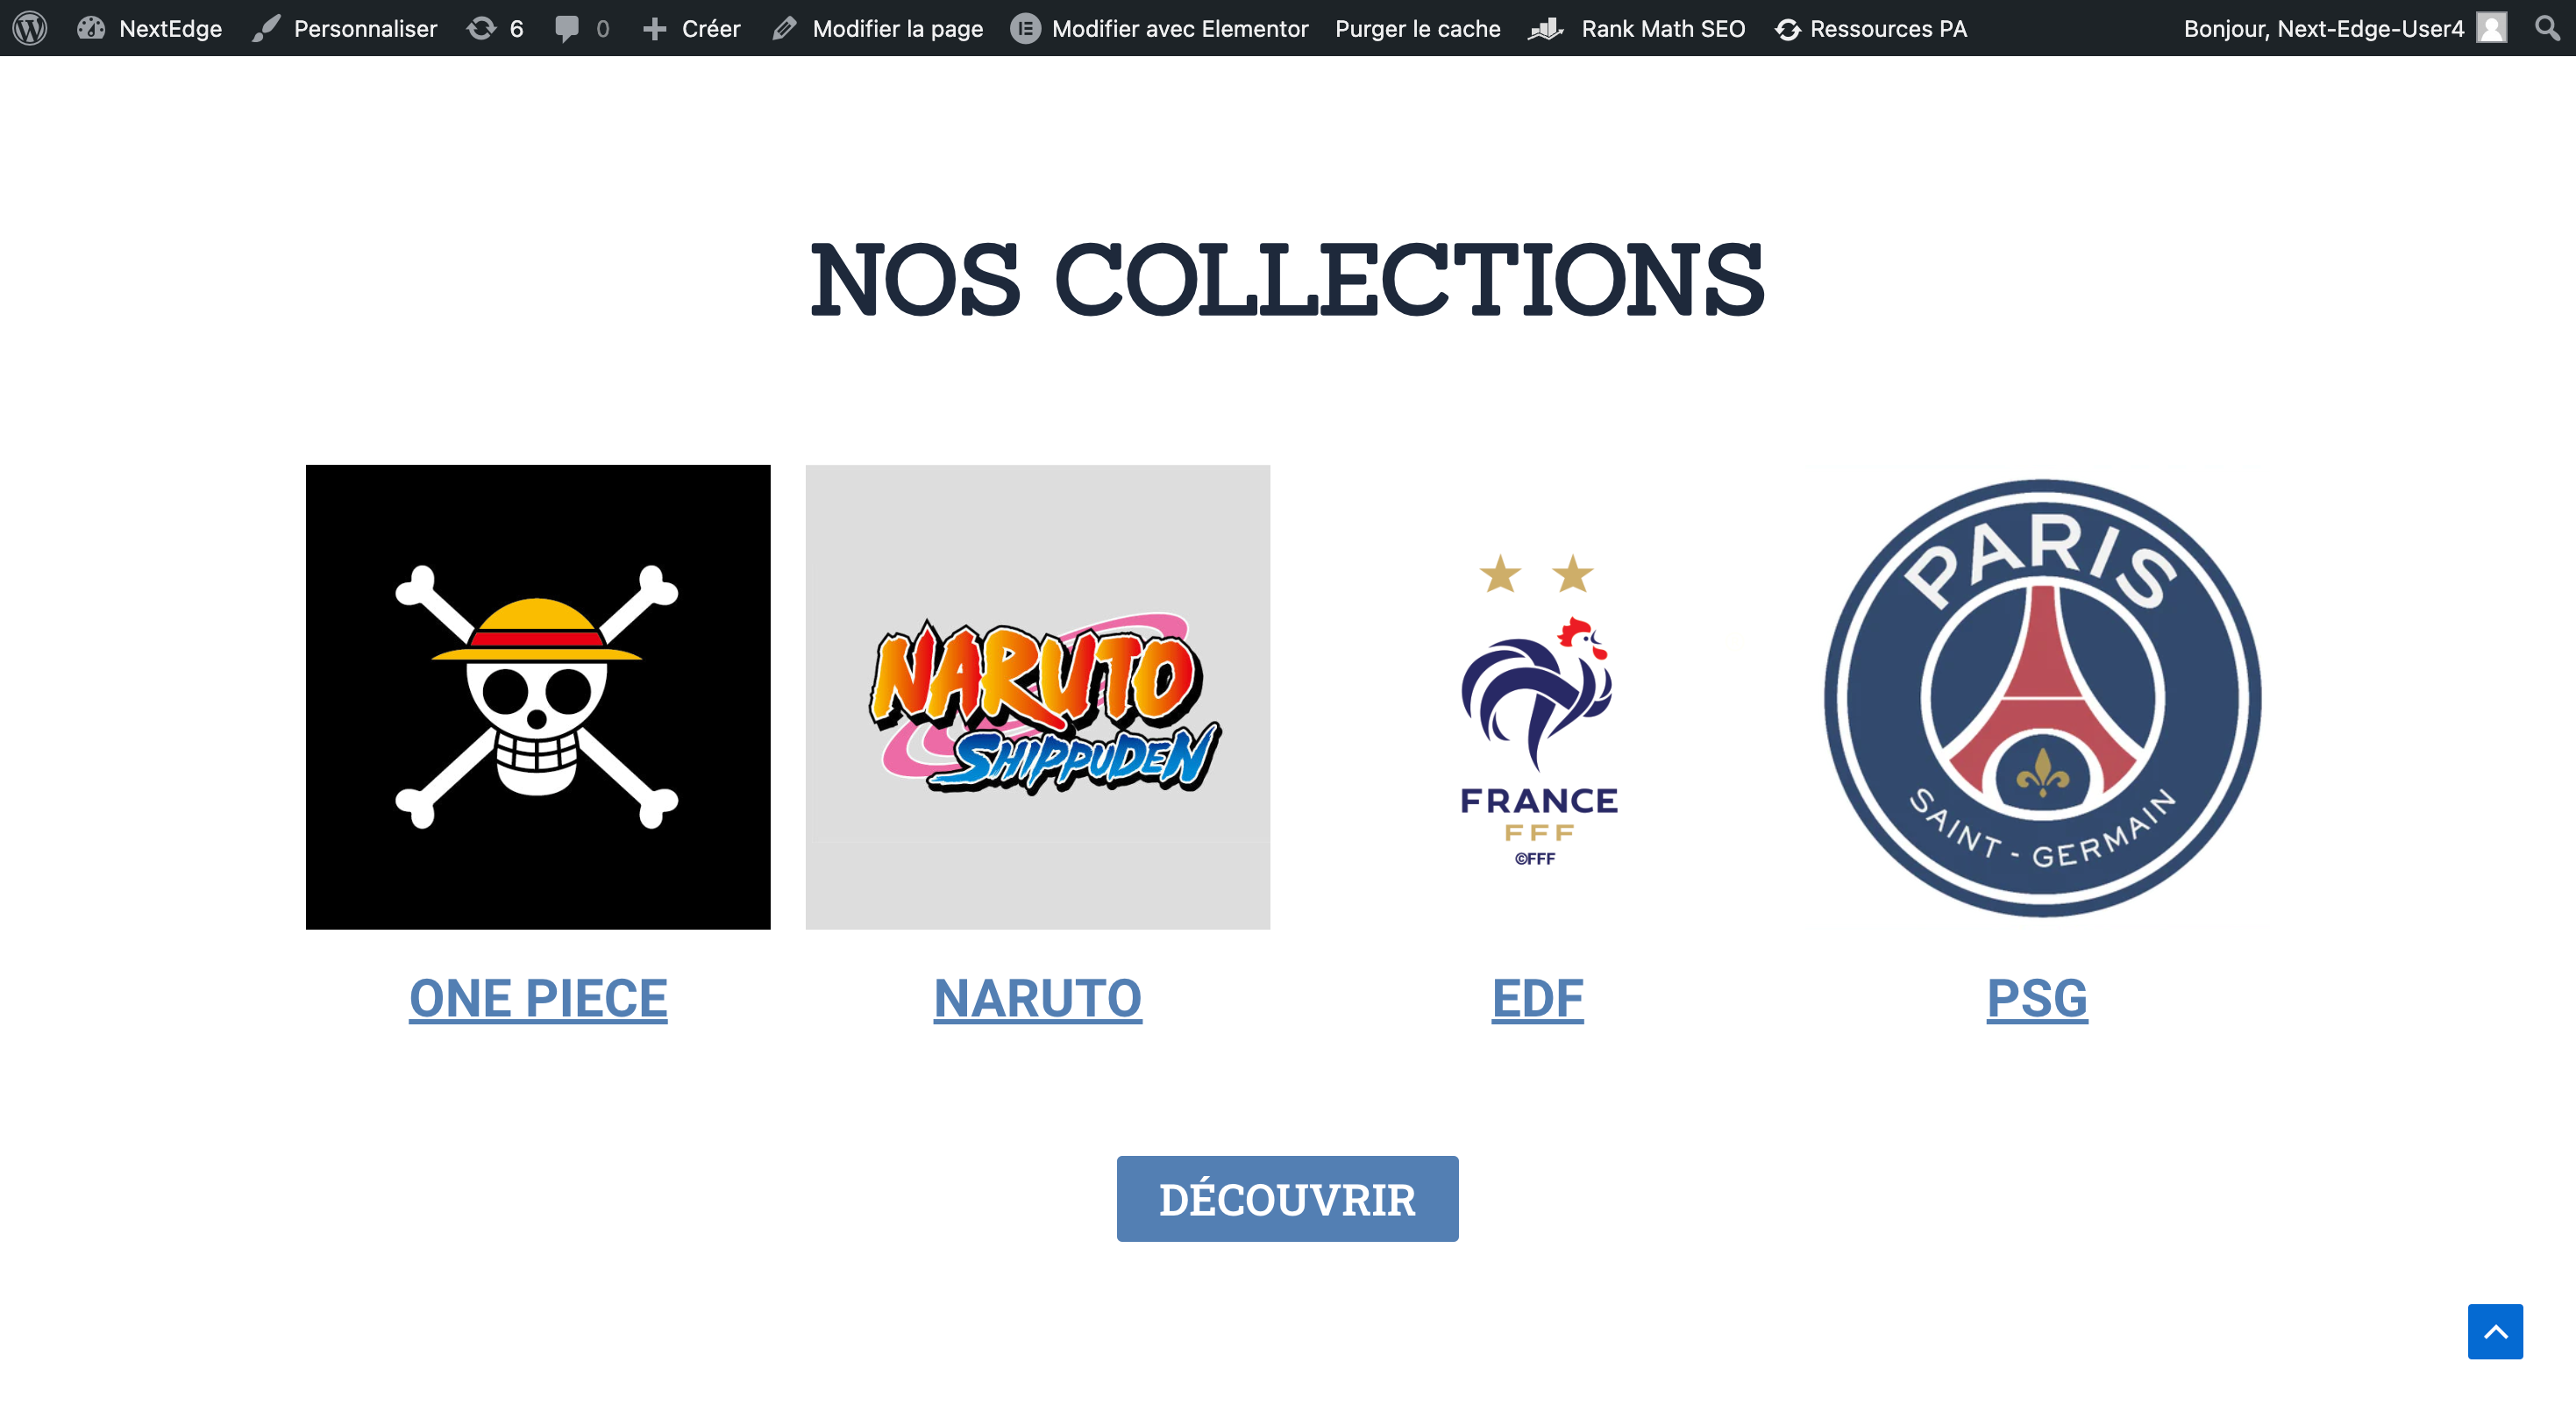 NextEdge Personnaliser 6 0 Créer Modifier la page Modifier avec Elementor Purger le cache Rank Math SEO Ressources PA Bonjour, Next-Edge-User4
NOS COLLECTIONS
NARUTO
SHIPPUDEN
FRANCE
FFF
©FFF
PARIS
SAINT - GERMAIN
ONE PIECE
NARUTO
EDF
PSG
DÉCOUVRIR